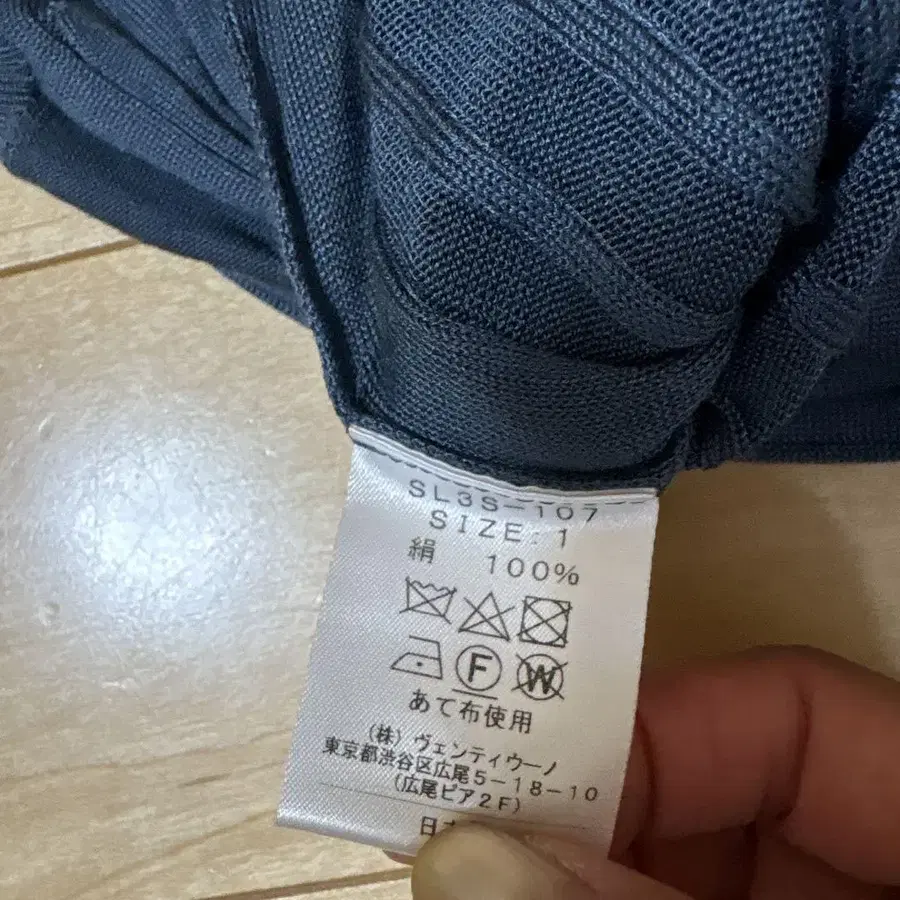 SL3S-107
SIZE:1
絹 100%
F W
あて布使用
(株) ヴェンティウーノ
東京都渋谷区広尾5-18-10
(広尾ピア2F)
日